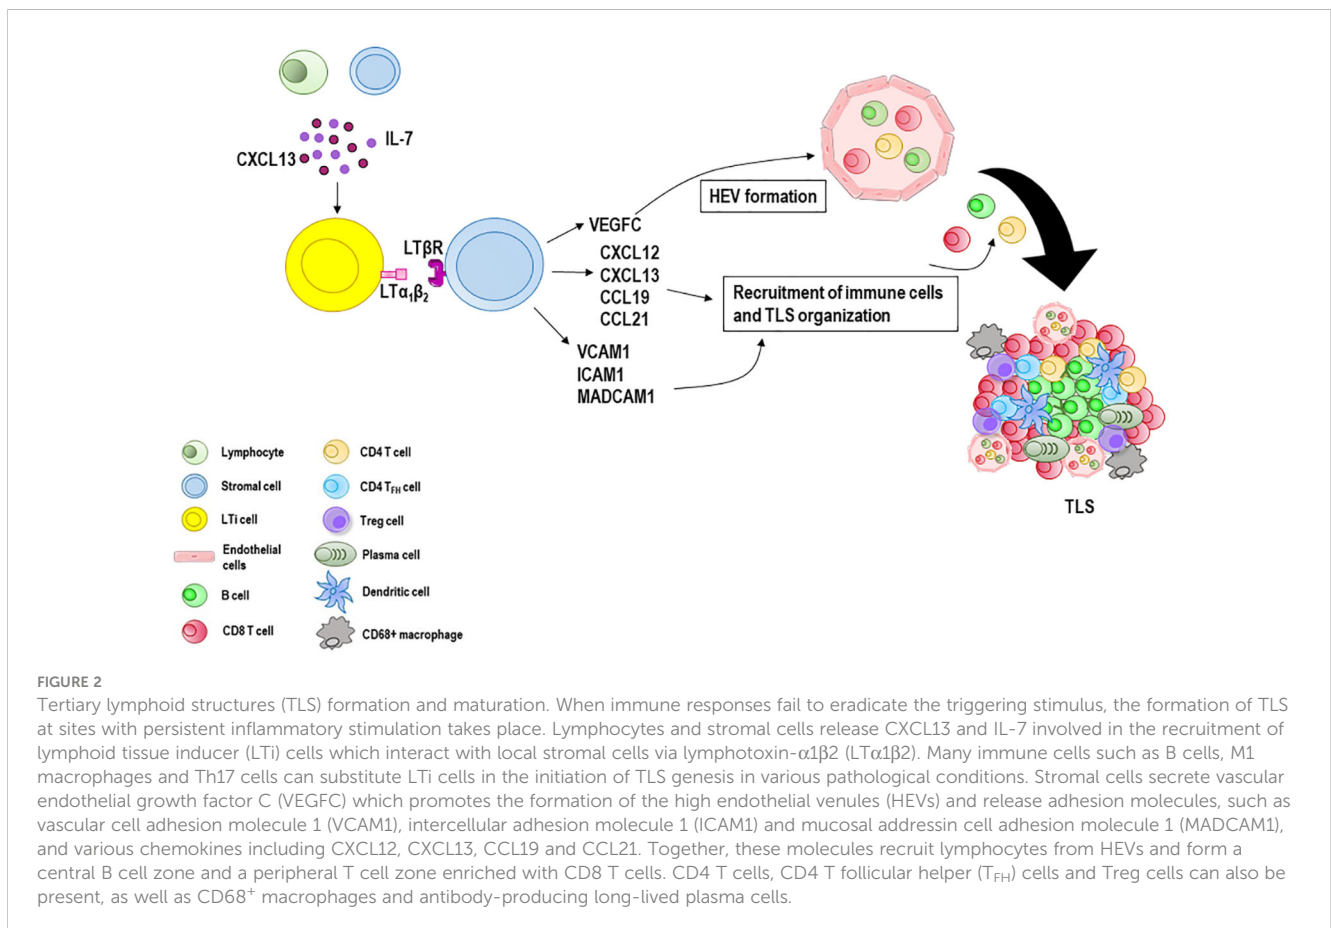 IL-7
CXCL13
LTβR
LTα₁β₂
VEGFC
CXCL12
CXCL13
CCL19
CCL21
VCAM1
ICAM1
MADCAM1
HEV formation
Recruitment of immune cells
and TLS organization
TLS
Lymphocyte
Stromal cell
LTi cell
Endothelial
cells
B cell
CD8 T cell
CD4 T cell
CD4 T_FH cell
Treg cell
Plasma cell
Dendritic cell
CD68+ macrophage
FIGURE 2
Tertiary lymphoid structures (TLS) formation and maturation. When immune responses fail to eradicate the triggering stimulus, the formation of TLS
at sites with persistent inflammatory stimulation takes place. Lymphocytes and stromal cells release CXCL13 and IL-7 involved in the recruitment of
lymphoid tissue inducer (LTi) cells which interact with local stromal cells via lymphotoxin-α1β2 (LTα1β2). Many immune cells such as B cells, M1
macrophages and Th17 cells can substitute LTi cells in the initiation of TLS genesis in various pathological conditions. Stromal cells secrete vascular
endothelial growth factor C (VEGFC) which promotes the formation of the high endothelial venules (HEVs) and release adhesion molecules, such as
vascular cell adhesion molecule 1 (VCAM1), intercellular adhesion molecule 1 (ICAM1) and mucosal addressin cell adhesion molecule 1 (MADCAM1),
and various chemokines including CXCL12, CXCL13, CCL19 and CCL21. Together, these molecules recruit lymphocytes from HEVs and form a
central B cell zone and a peripheral T cell zone enriched with CD8 T cells. CD4 T cells, CD4 T follicular helper (T_FH) cells and Treg cells can also be
present, as well as CD68⁺ macrophages and antibody-producing long-lived plasma cells.